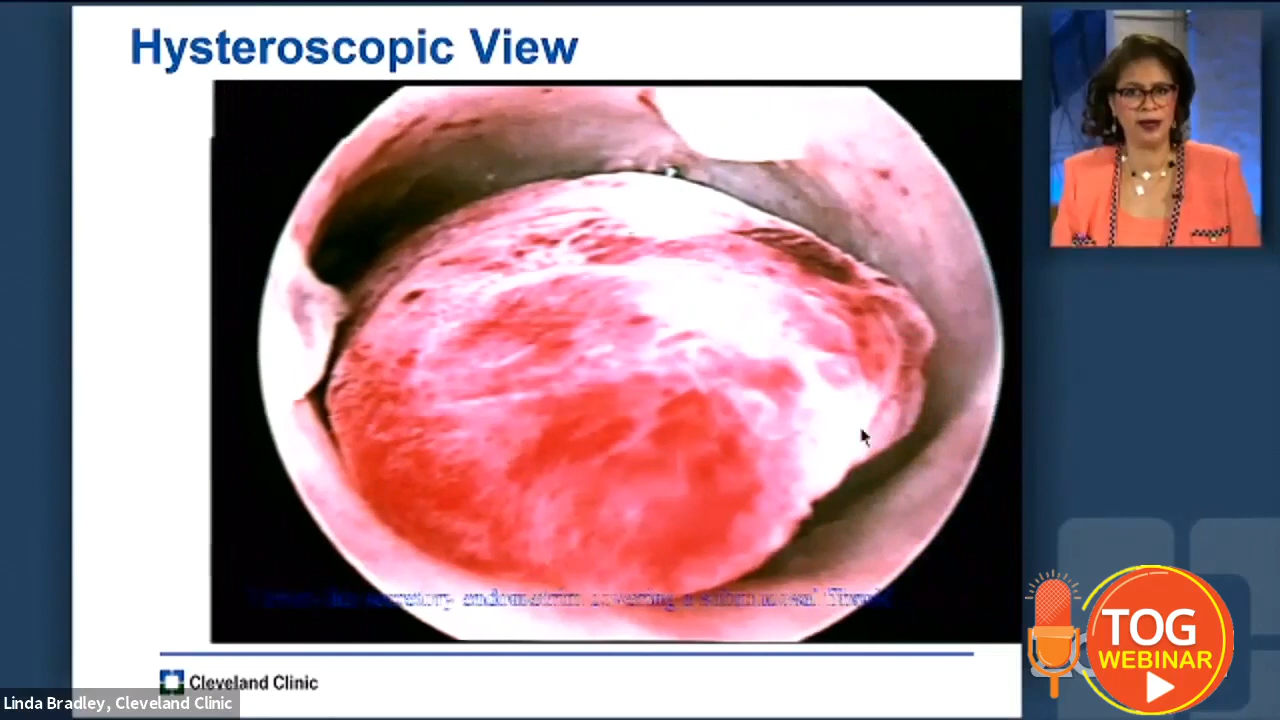 Hysteroscopic View
Cleveland Clinic
Linda Bradley, Cleveland Clinic
TOG
WEBINAR